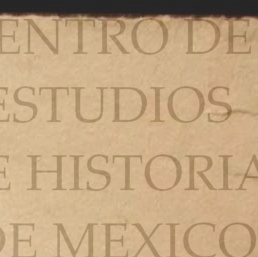 ENTRO DE
ESTUDIOS
E HISTORIA
DE MEXICO